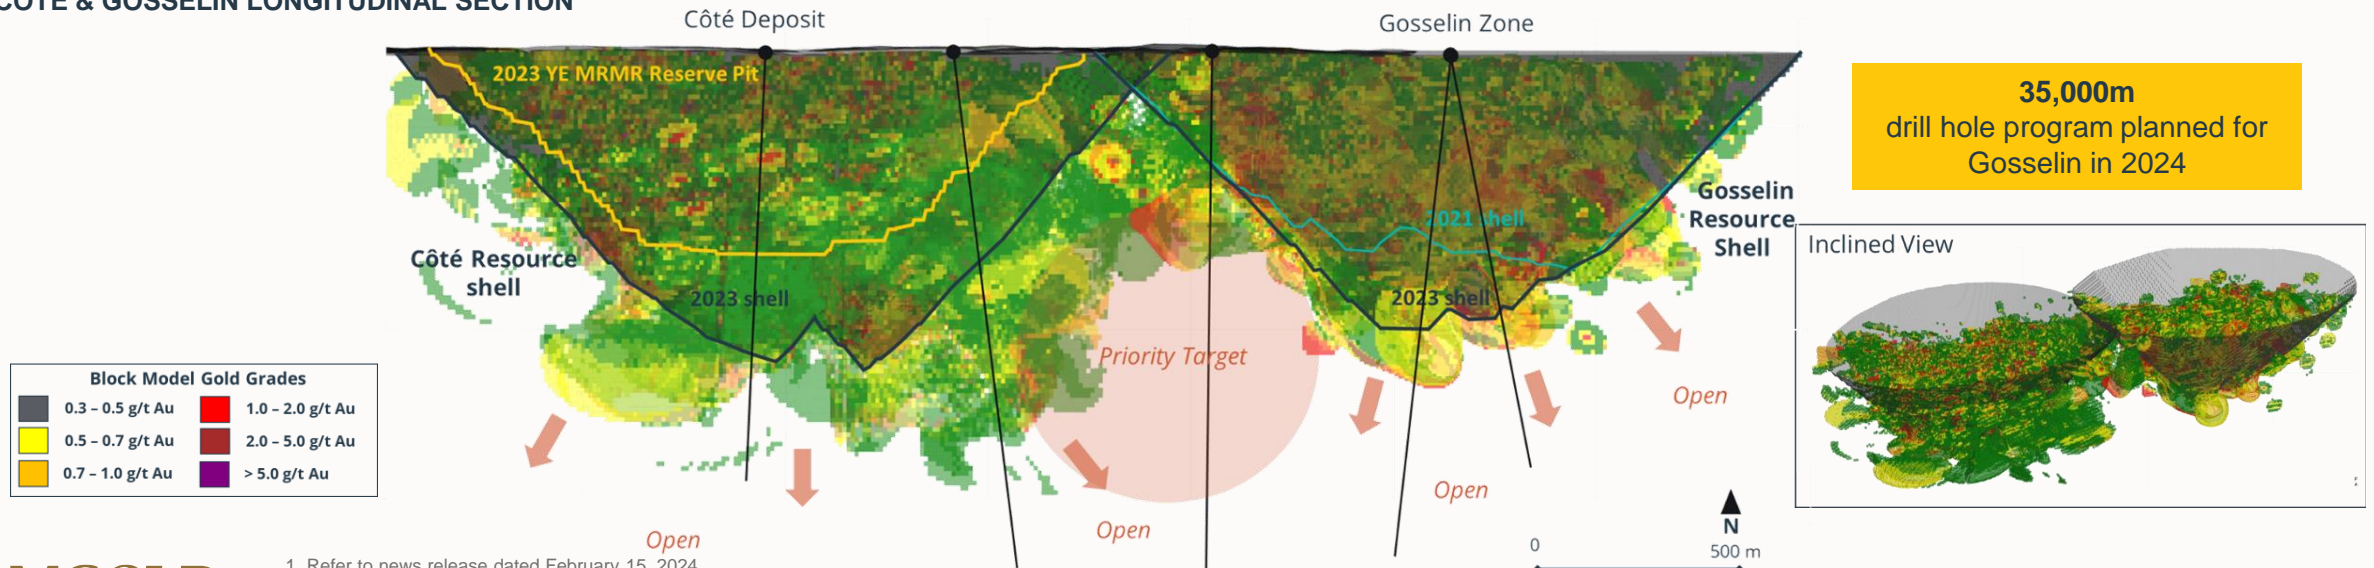 CÔTÉ & GOSSELIN LONGITUDINAL SECTION
Côté Deposit
Gosselin Zone
2023 YE MRMR Reserve Pit
35,000m
drill hole program planned for
Gosselin in 2024
Gosselin
Resource
Shell
2021 shell
Côté Resource
shell
2023 shell
2023 shell
Priority Target
Inclined View
Block Model Gold Grades
0.3 – 0.5 g/t Au
1.0 – 2.0 g/t Au
0.5 – 0.7 g/t Au
2.0 – 5.0 g/t Au
0.7 – 1.0 g/t Au
> 5.0 g/t Au
Open
Open
Open
Open
N
0
500 m
1. Refer to news release dated February 15, 2024